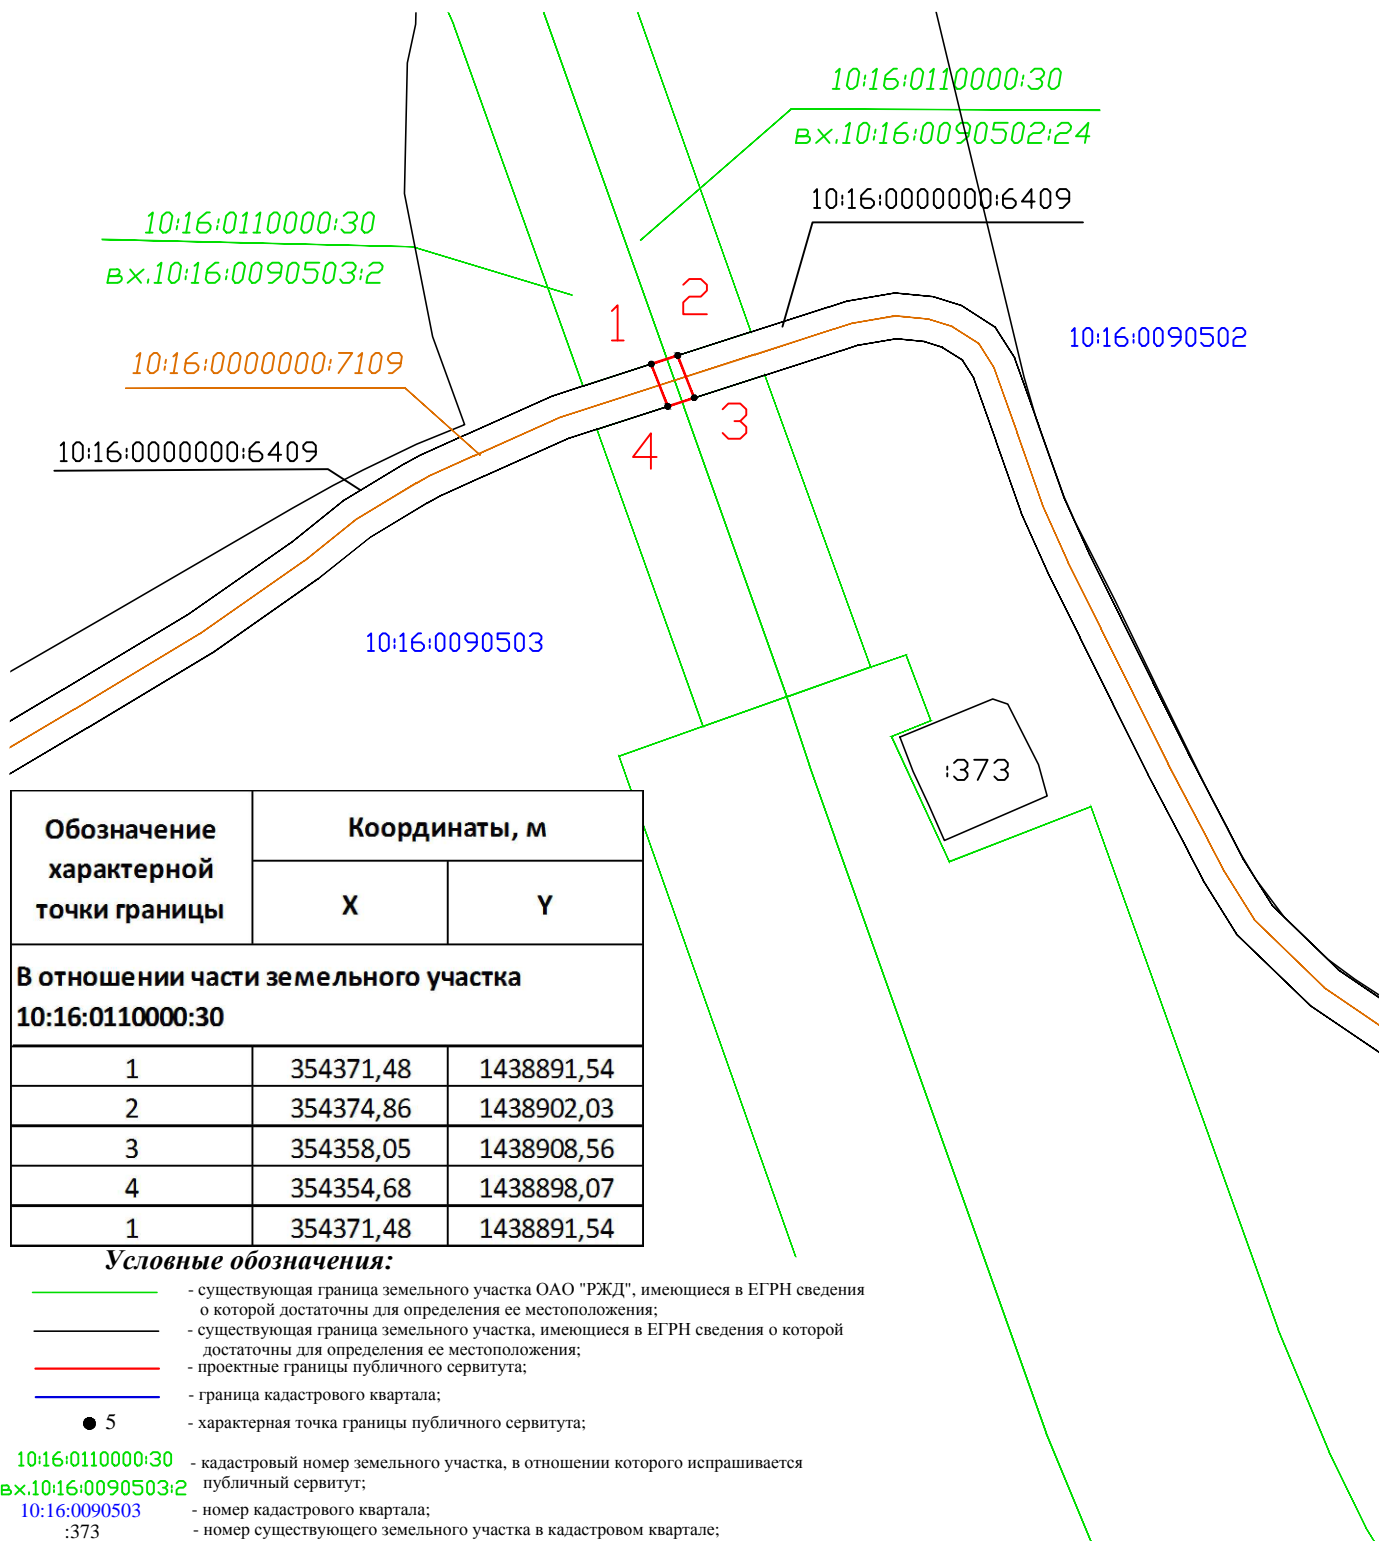 10:16:0110000:30
вх.10:16:0090502:24
10:16:0000000:6409
10:16:0110000:30
вх.10:16:0090503:2
1
2
10:16:0090502
10:16:0000000:7109
3
4
10:16:0000000:6409
10:16:0090503
:373
Обозначение
характерной
точки границы
Координаты, м
X
Y
В отношении части земельного участка
10:16:0110000:30
1 354371,48 1438891,54
2 354374,86 1438902,03
3 354358,05 1438908,56
4 354354,68 1438898,07
1 354371,48 1438891,54
Условные обозначения:
- существующая граница земельного участка ОАО "РЖД", имеющиеся в ЕГРН сведения
о которой достаточны для определения ее местоположения;
- существующая граница земельного участка, имеющиеся в ЕГРН сведения о которой
достаточны для определения ее местоположения;
- проектные границы публичного сервитута;
- граница кадастрового квартала;
5 - характерная точка границы публичного сервитута;
10:16:0110000:30 - кадастровый номер земельного участка, в отношении которого испрашивается
вх.10:16:0090503:2 публичный сервитут;
10:16:0090503 - номер кадастрового квартала;
:373 - номер существующего земельного участка в кадастровом квартале;